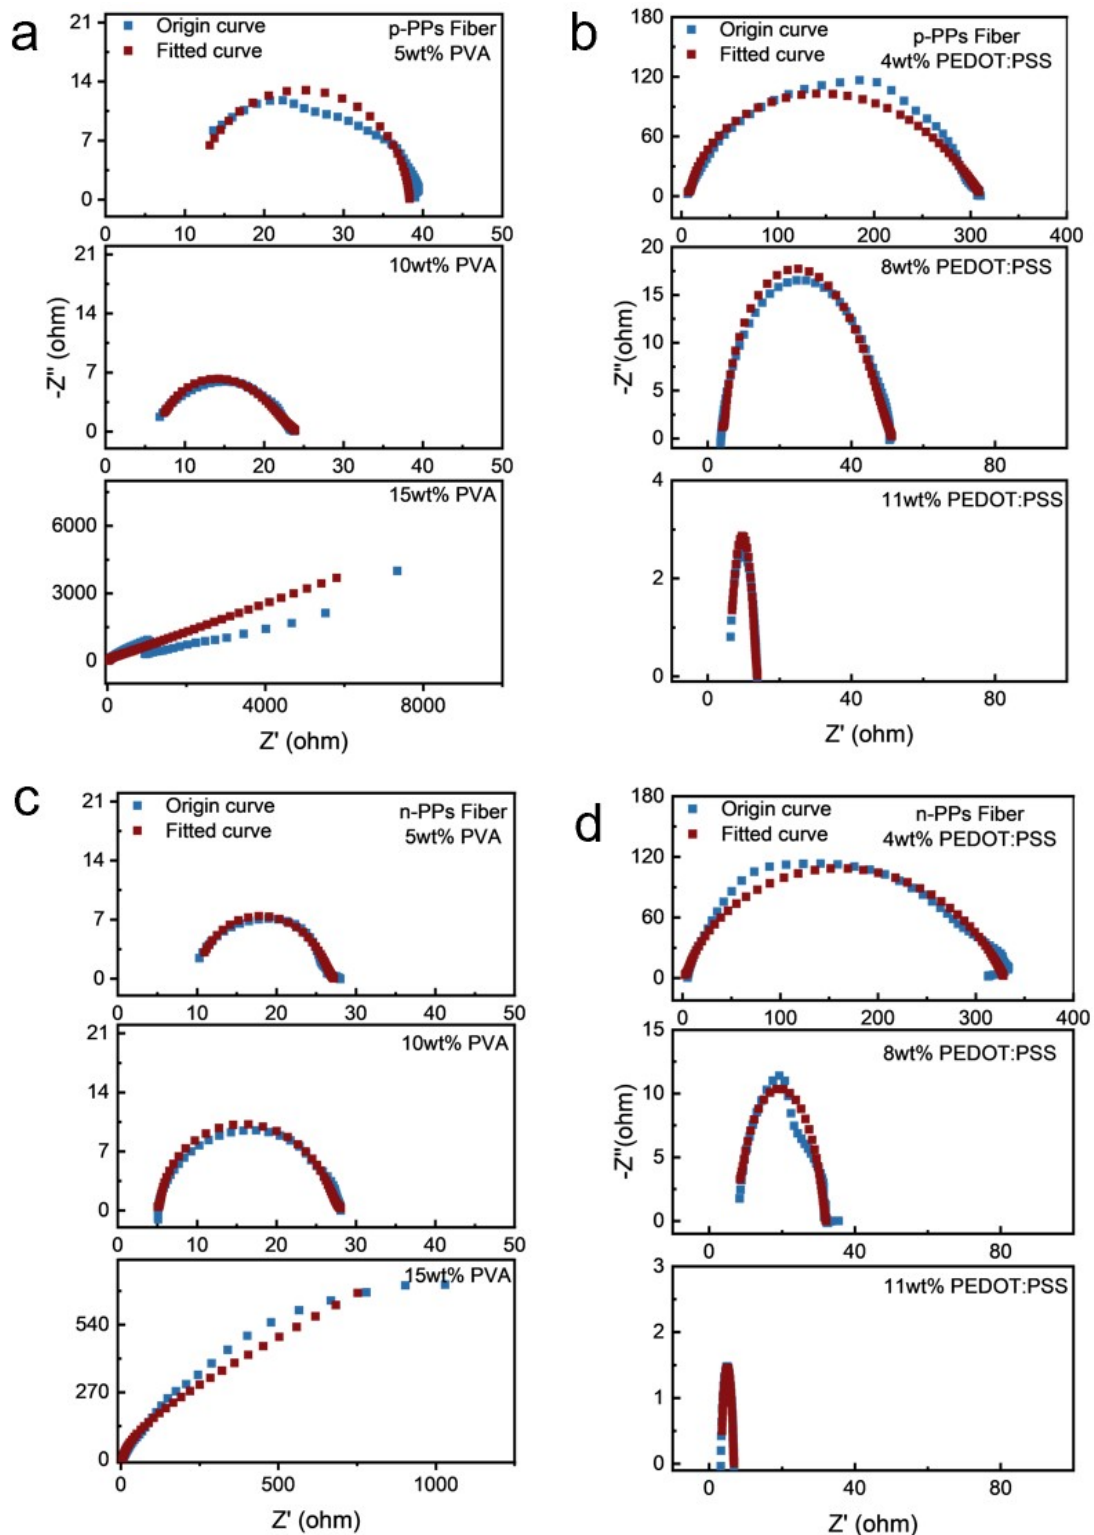 a
Origin curve
Fitted curve
p-PPs Fiber
5wt% PVA
21
14
7
0
0 10 20 30 40 50
10wt% PVA
21
14
7
0
0 10 20 30 40 50
-Z" (ohm)
15wt% PVA
6000
3000
0
0 4000 8000
Z' (ohm)
b
Origin curve
Fitted curve
p-PPs Fiber
4wt% PEDOT:PSS
180
120
60
0
0 100 200 300 400
8wt% PEDOT:PSS
20
15
10
5
0
0 40 80
-Z"(ohm)
11wt% PEDOT:PSS
4
2
0
0 40 80
Z' (ohm)
c
Origin curve
Fitted curve
n-PPs Fiber
5wt% PVA
21
14
7
0
0 10 20 30 40 50
10wt% PVA
21
14
7
0
0 10 20 30 40 50
15wt% PVA
540
270
0
0 500 1000
Z' (ohm)
d
Origin curve
Fitted curve
n-PPs Fiber
4wt% PEDOT:PSS
180
120
60
0
0 100 200 300 400
8wt% PEDOT:PSS
15
10
5
0
0 40 80
-Z"(ohm)
11wt% PEDOT:PSS
3
2
1
0
0 40 80
Z' (ohm)